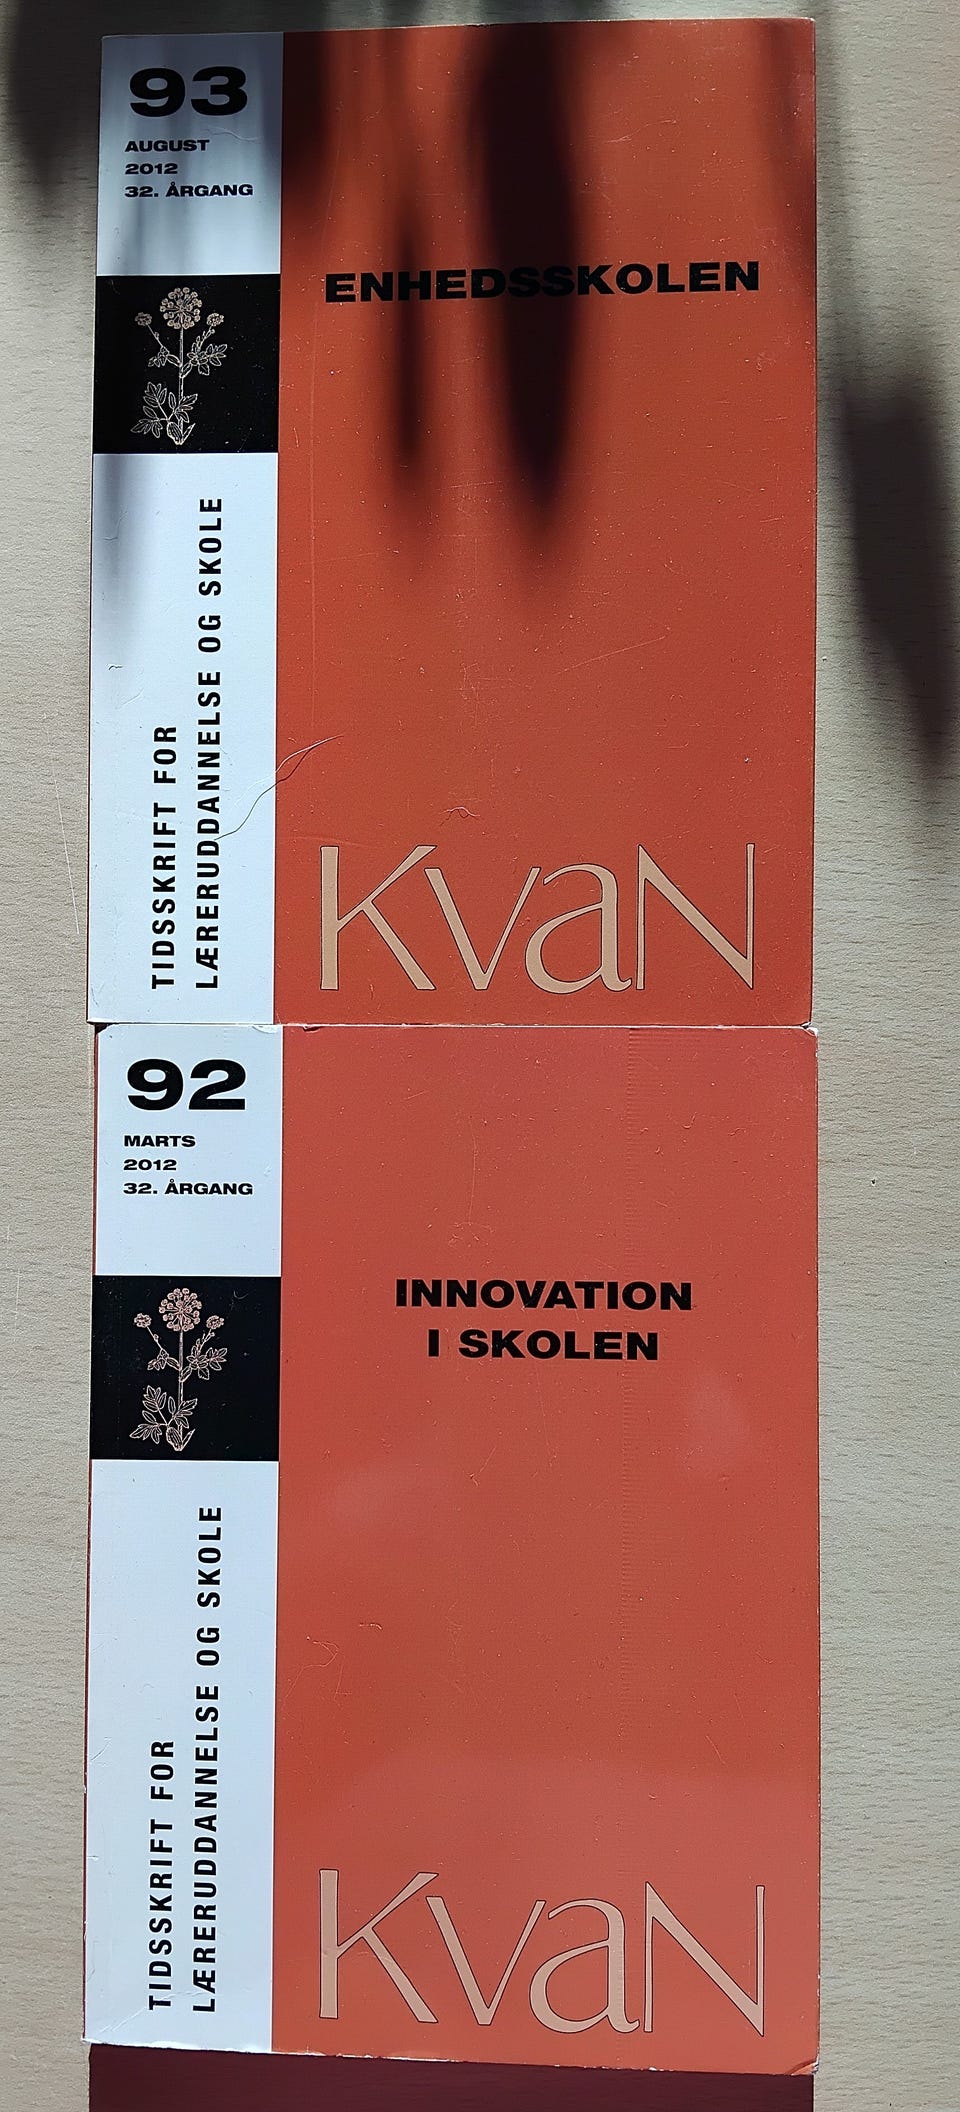 93
AUGUST
2012
32. ÅRGANG
ENHEDSSKOLEN
TIDSSKRIFT FOR
LÆRERUDDANNELSE OG SKOLE
KvaN
92
MARTS
2012
32. ÅRGANG
INNOVATION
I SKOLEN
TIDSSKRIFT FOR
LÆRERUDDANNELSE OG SKOLE
KvaN